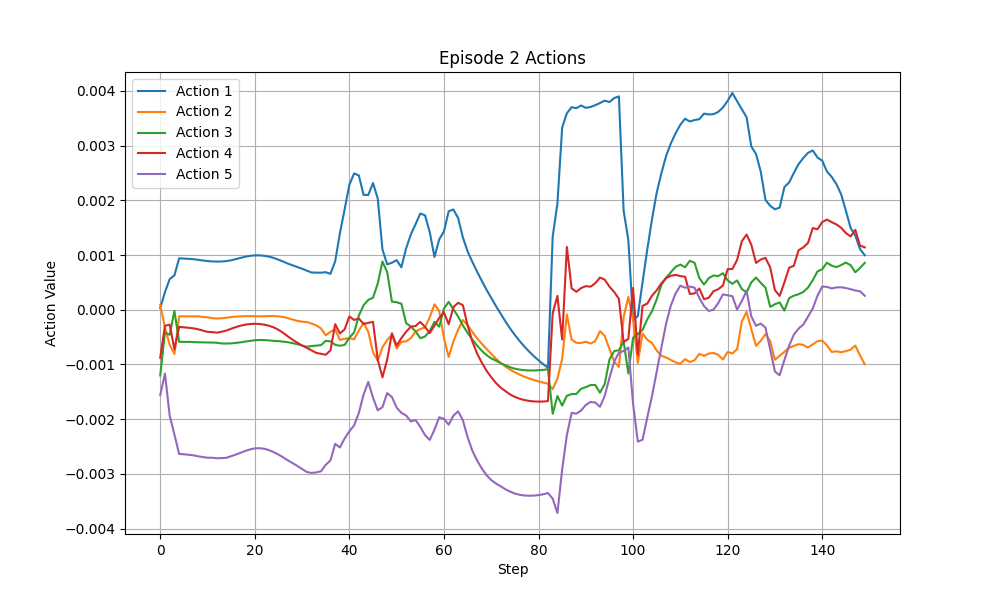 Episode 2 Actions
Action 1
Action 2
Action 3
Action 4
Action 5
0.004
0.003
0.002
0.001
0.000
−0.001
−0.002
−0.003
−0.004
Action Value
0 20 40 60 80 100 120 140
Step